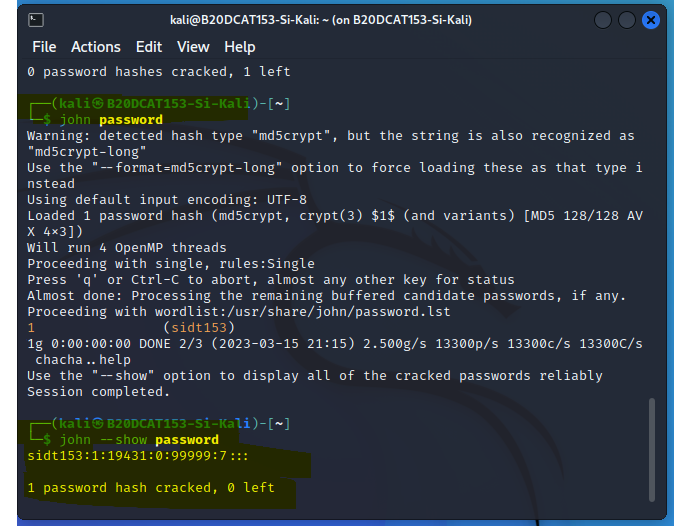 kali@B20DCAT153-Si-Kali: ~ (on B20DCAT153-Si-Kali)
File Actions Edit View Help
0 password hashes cracked, 1 left
┌──(kali㉿B20DCAT153-Si-Kali)-[~]
└─$ john password
Warning: detected hash type "md5crypt", but the string is also recognized as
"md5crypt-long"
Use the "--format=md5crypt-long" option to force loading these as that type i
nstead
Using default input encoding: UTF-8
Loaded 1 password hash (md5crypt, crypt(3) $1$ (and variants) [MD5 128/128 AV
X 4×3])
Will run 4 OpenMP threads
Proceeding with single, rules:Single
Press 'q' or Ctrl-C to abort, almost any other key for status
Almost done: Processing the remaining buffered candidate passwords, if any.
Proceeding with wordlist:/usr/share/john/password.lst
1 (sidt153)
1g 0:00:00:00 DONE 2/3 (2023-03-15 21:15) 2.500g/s 13300p/s 13300c/s 13300C/s
chacha..help
Use the "--show" option to display all of the cracked passwords reliably
Session completed.
┌──(kali㉿B20DCAT153-Si-Kali)-[~]
└─$ john --show password
sidt153:1:19431:0:99999:7:::
1 password hash cracked, 0 left